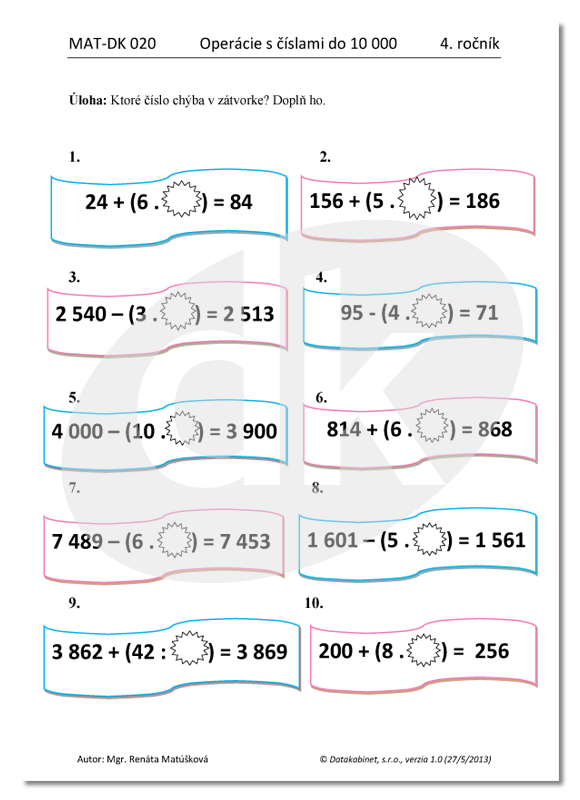 MAT-DK 020 Operácie s číslami do 10 000 4. ročník
Úloha: Ktoré číslo chýba v zátvorke? Doplň ho.
1. 2.
24 + (6 . ) = 84 156 + (5 . ) = 186
3. 4.
2 540 – (3 . ) = 2 513 95 - (4 . ) = 71
5. 6.
4 000 – (10 . ) = 3 900 814 + (6 . ) = 868
7. 8.
7 489 – (6 . ) = 7 453 1 601 – (5 . ) = 1 561
9. 10.
3 862 + (42 : ) = 3 869 200 + (8 . ) = 256
dk
Autor: Mgr. Renáta Matúšková © Datakabinet, s.r.o., verzia 1.0 (27/5/2013)